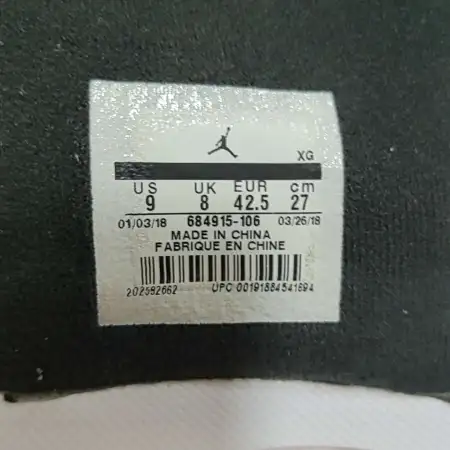 XG
US UK EUR cm
9 8 42.5 27
01/03/18 684915-106 03/26/18
MADE IN CHINA
FABRIQUE EN CHINE
202582662 UPC 00191884541694